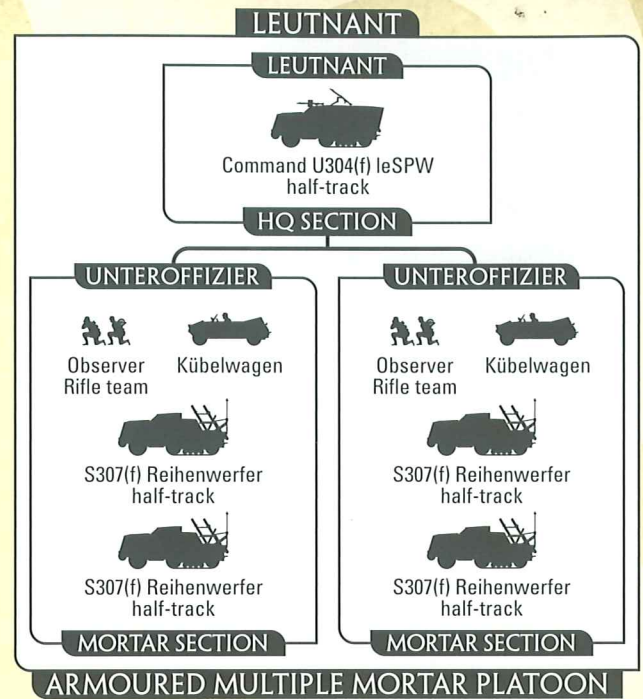 LEUTNANT
LEUTNANT
Command U304(f) leSPW
half-track
HQ SECTION
UNTEROFFIZIER
Observer
Rifle team
Kübelwagen
S307(f) Reihenwerfer
half-track
S307(f) Reihenwerfer
half-track
MORTAR SECTION
UNTEROFFIZIER
Observer
Rifle team
Kübelwagen
S307(f) Reihenwerfer
half-track
S307(f) Reihenwerfer
half-track
MORTAR SECTION
ARMOURED MULTIPLE MORTAR PLATOON